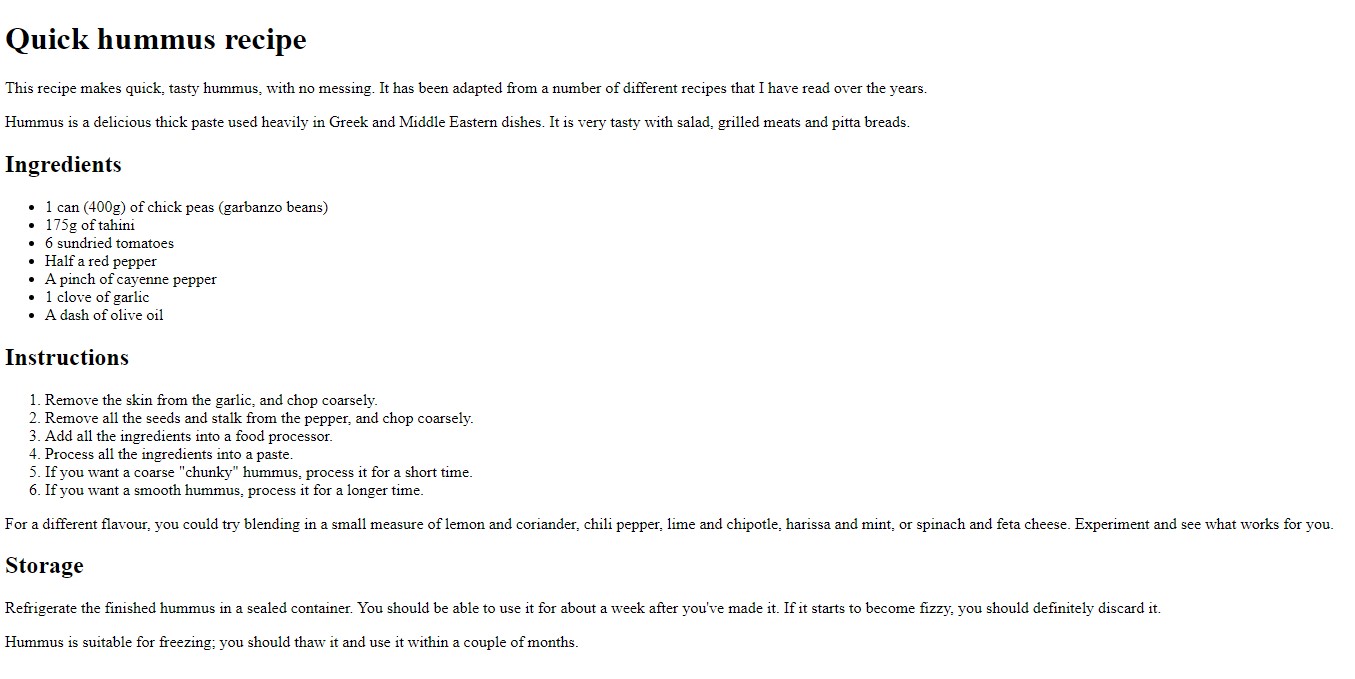 Quick hummus recipe
This recipe makes quick, tasty hummus, with no messing. It has been adapted from a number of different recipes that I have read over the years.
Hummus is a delicious thick paste used heavily in Greek and Middle Eastern dishes. It is very tasty with salad, grilled meats and pitta breads.
Ingredients
• 1 can (400g) of chick peas (garbanzo beans)
• 175g of tahini
• 6 sundried tomatoes
• Half a red pepper
• A pinch of cayenne pepper
• 1 clove of garlic
• A dash of olive oil
Instructions
1. Remove the skin from the garlic, and chop coarsely.
2. Remove all the seeds and stalk from the pepper, and chop coarsely.
3. Add all the ingredients into a food processor.
4. Process all the ingredients into a paste.
5. If you want a coarse "chunky" hummus, process it for a short time.
6. If you want a smooth hummus, process it for a longer time.
For a different flavour, you could try blending in a small measure of lemon and coriander, chili pepper, lime and chipotle, harissa and mint, or spinach and feta cheese. Experiment and see what works for you.
Storage
Refrigerate the finished hummus in a sealed container. You should be able to use it for about a week after you've made it. If it starts to become fizzy, you should definitely discard it.
Hummus is suitable for freezing; you should thaw it and use it within a couple of months.